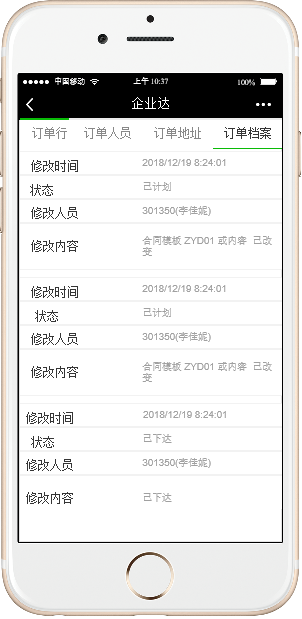 中国移动 上午 10:37 100%
企业达
订单行 订单人员 订单地址 订单档案
修改时间 2018/12/19 8:24:01
状态 已计划
修改人员 301350(李佳妮)
修改内容 合同模板 ZYD01 或内容 已改
变
修改时间 2018/12/19 8:24:01
状态 已计划
修改人员 301350(李佳妮)
修改内容 合同模板 ZYD01 或内容 已改
变
修改时间 2018/12/19 8:24:01
状态 已下达
修改人员 301350(李佳妮)
修改内容 已下达